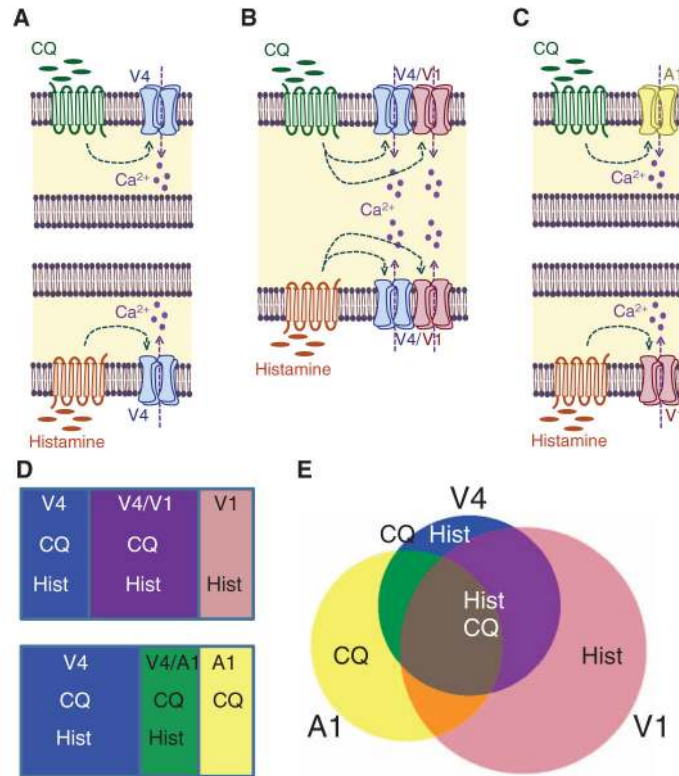 A
CQ
V4
Ca2+
Ca2+
V4
Histamine
B
CQ
V4/V1
Ca2+
V4/V1
Histamine
C
CQ
A1
Ca2+
Ca2+
V1
Histamine
D
V4 V4/V1 V1
CQ CQ
Hist Hist Hist
V4 V4/A1 A1
CQ CQ CQ
Hist Hist
E
V4
CQ Hist
Hist
CQ
CQ
Hist
A1
V1